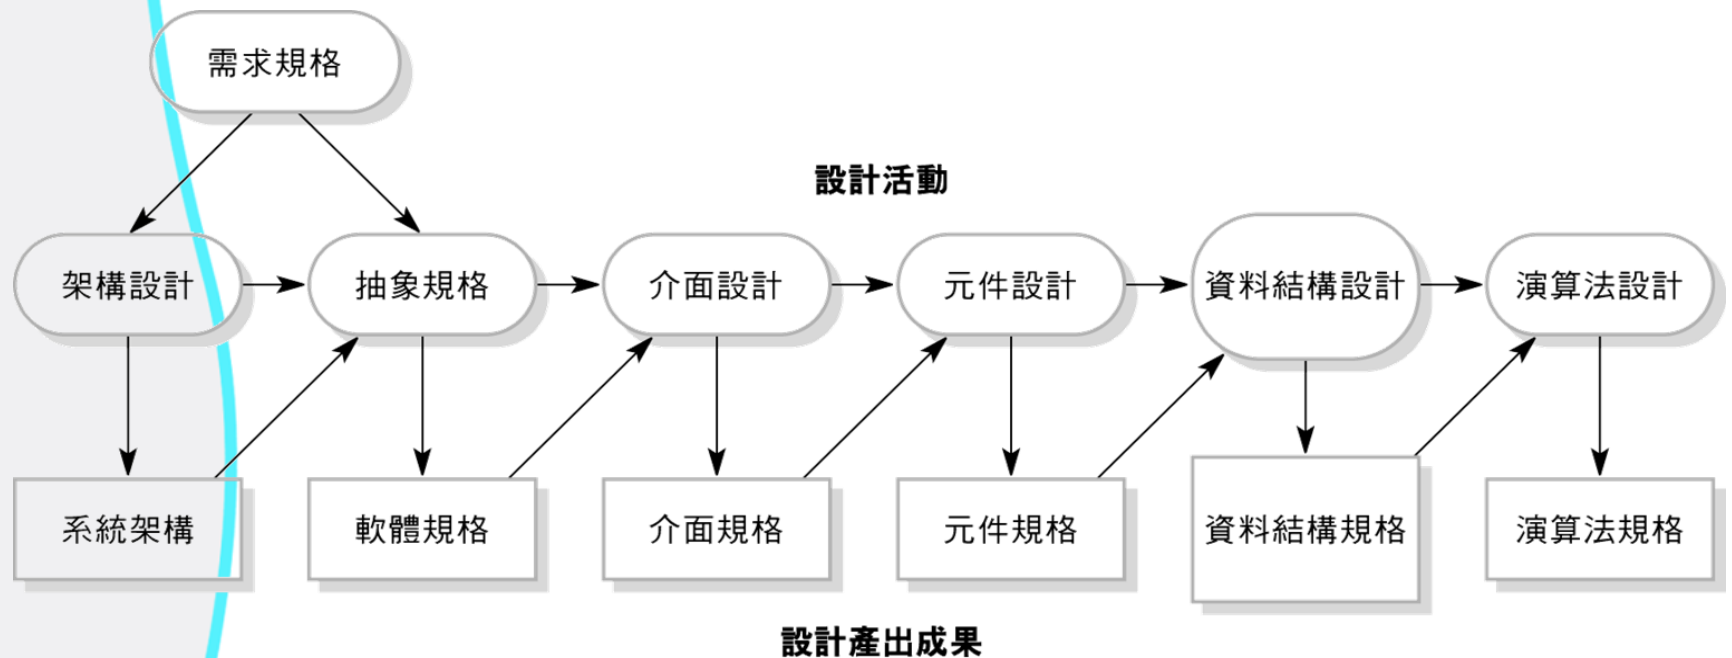 需求規格
設計活動
架構設計
抽象規格
介面設計
元件設計
資料結構設計
演算法設計
系統架構
軟體規格
介面規格
元件規格
資料結構規格
演算法規格
設計產出成果